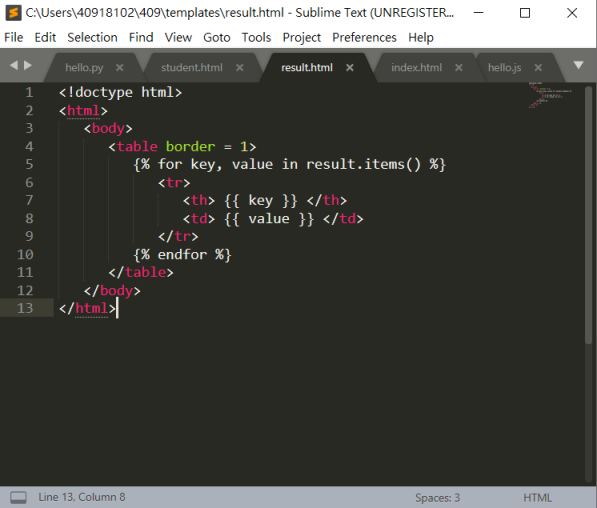 C:\Users\40918102\409\templates\result.html - Sublime Text (UNREGISTER...
File Edit Selection Find View Goto Tools Project Preferences Help
hello.py student.html result.html index.html hello.js
1 <!doctype html>
2 <html>
3 <body>
4 <table border = 1>
5 {% for key, value in result.items() %}
6 <tr>
7 <th> {{ key }} </th>
8 <td> {{ value }} </td>
9 </tr>
10 {% endfor %}
11 </table>
12 </body>
13 </html>
Line 13, Column 8 Spaces: 3 HTML